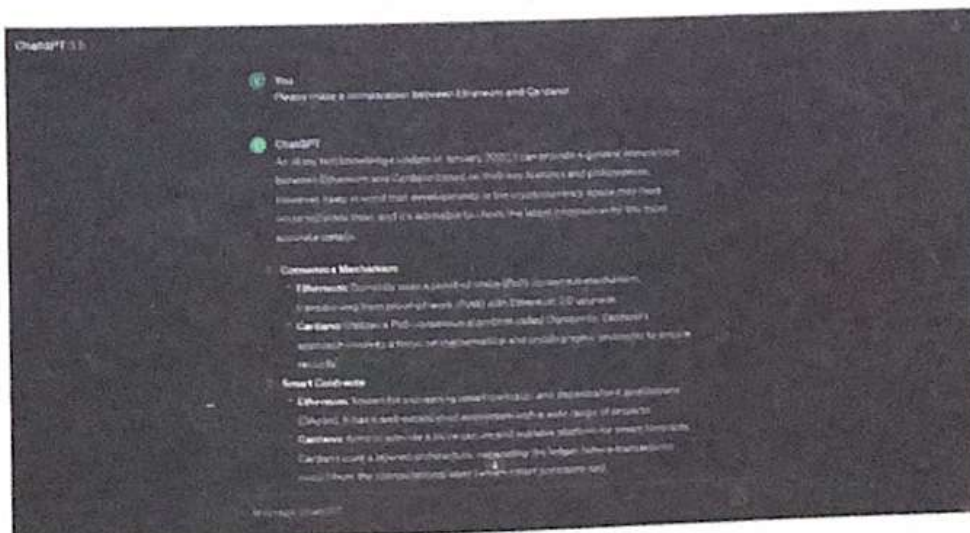 ChatGPT 3.5
You
Please make a comparison between Ethereum and Cardano
ChatGPT
As of my last knowledge update in January 2022, I can provide a general comparison
between Ethereum and Cardano based on their key features and philosophies.
However, keep in mind that developments in the cryptocurrency space may have
occurred since then, and it's advisable to check the latest information for the most
accurate details.
Consensus Mechanism
Ethereum: Currently uses a proof-of-stake (PoS) consensus mechanism,
transitioning from proof-of-work (PoW) with Ethereum 2.0 upgrade.
Cardano: Utilizes a PoS consensus algorithm called Ouroboros. Cardano's
approach involves a focus on mathematical and cryptographic principles to ensure
security.
Smart Contracts
Ethereum: Known for pioneering smart contracts and decentralized applications
(DApps). It has a well-established ecosystem with a wide range of projects.
Cardano: Aims to provide a more secure and scalable platform for smart contracts.
Cardano uses a layered architecture, separating the ledger
from the computational layer (where smart contracts run).
Message ChatGPT